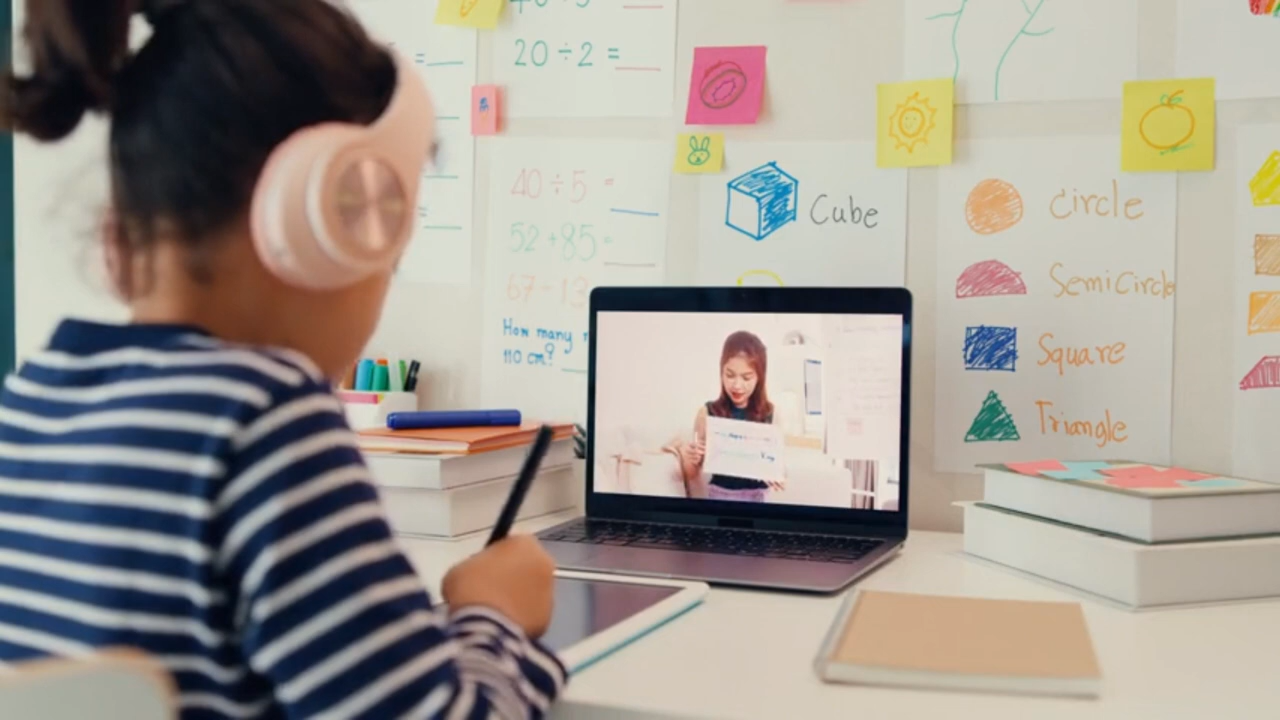 20 ÷ 2 =
40 ÷ 5 =
52 + 85 =
How many
110 cm?
Cube
Circle
SemiCircle
Square
Triangle